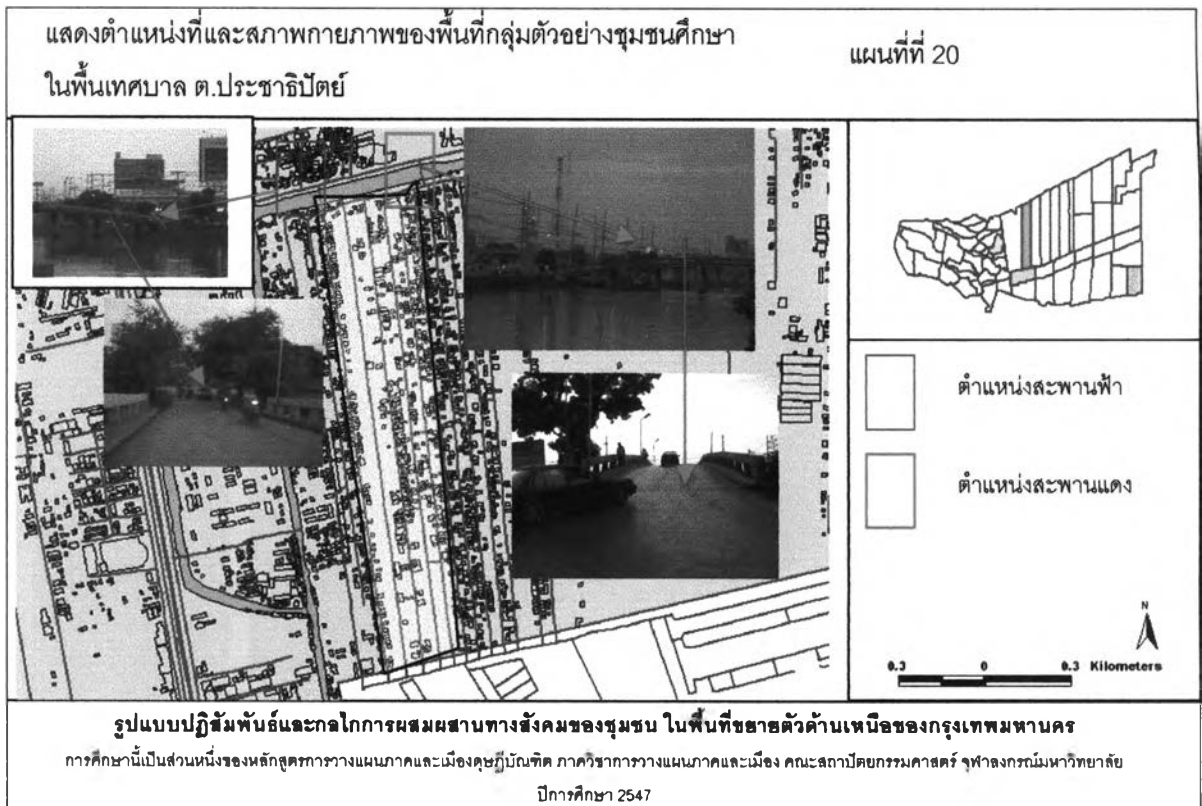 แสดงตำแหน่งที่และสภาพกายภาพของพื้นที่กลุ่มตัวอย่างชุมชนศึกษา
ในพื้นเทศบาล ต.ประชาธิปัตย์
แผนที่ที่ 20
ตำแหน่งสะพานฟ้า
ตำแหน่งสะพานแดง
N
0.3 0 0.3 Kilometers
รูปแบบปฏิสัมพันธ์และกลไกการผสมผสานทางสังคมของชุมชน ในพื้นที่ขยายตัวด้านเหนือของกรุงเทพมหานคร
การศึกษานี้เป็นส่วนหนึ่งของหลักสูตรการวางแผนภาคและเมืองดุษฎีบัณฑิต ภาควิชาการวางแผนภาคและเมือง คณะสถาปัตยกรรมศาสตร์ จุฬาลงกรณ์มหาวิทยาลัย
ปีการศึกษา 2547